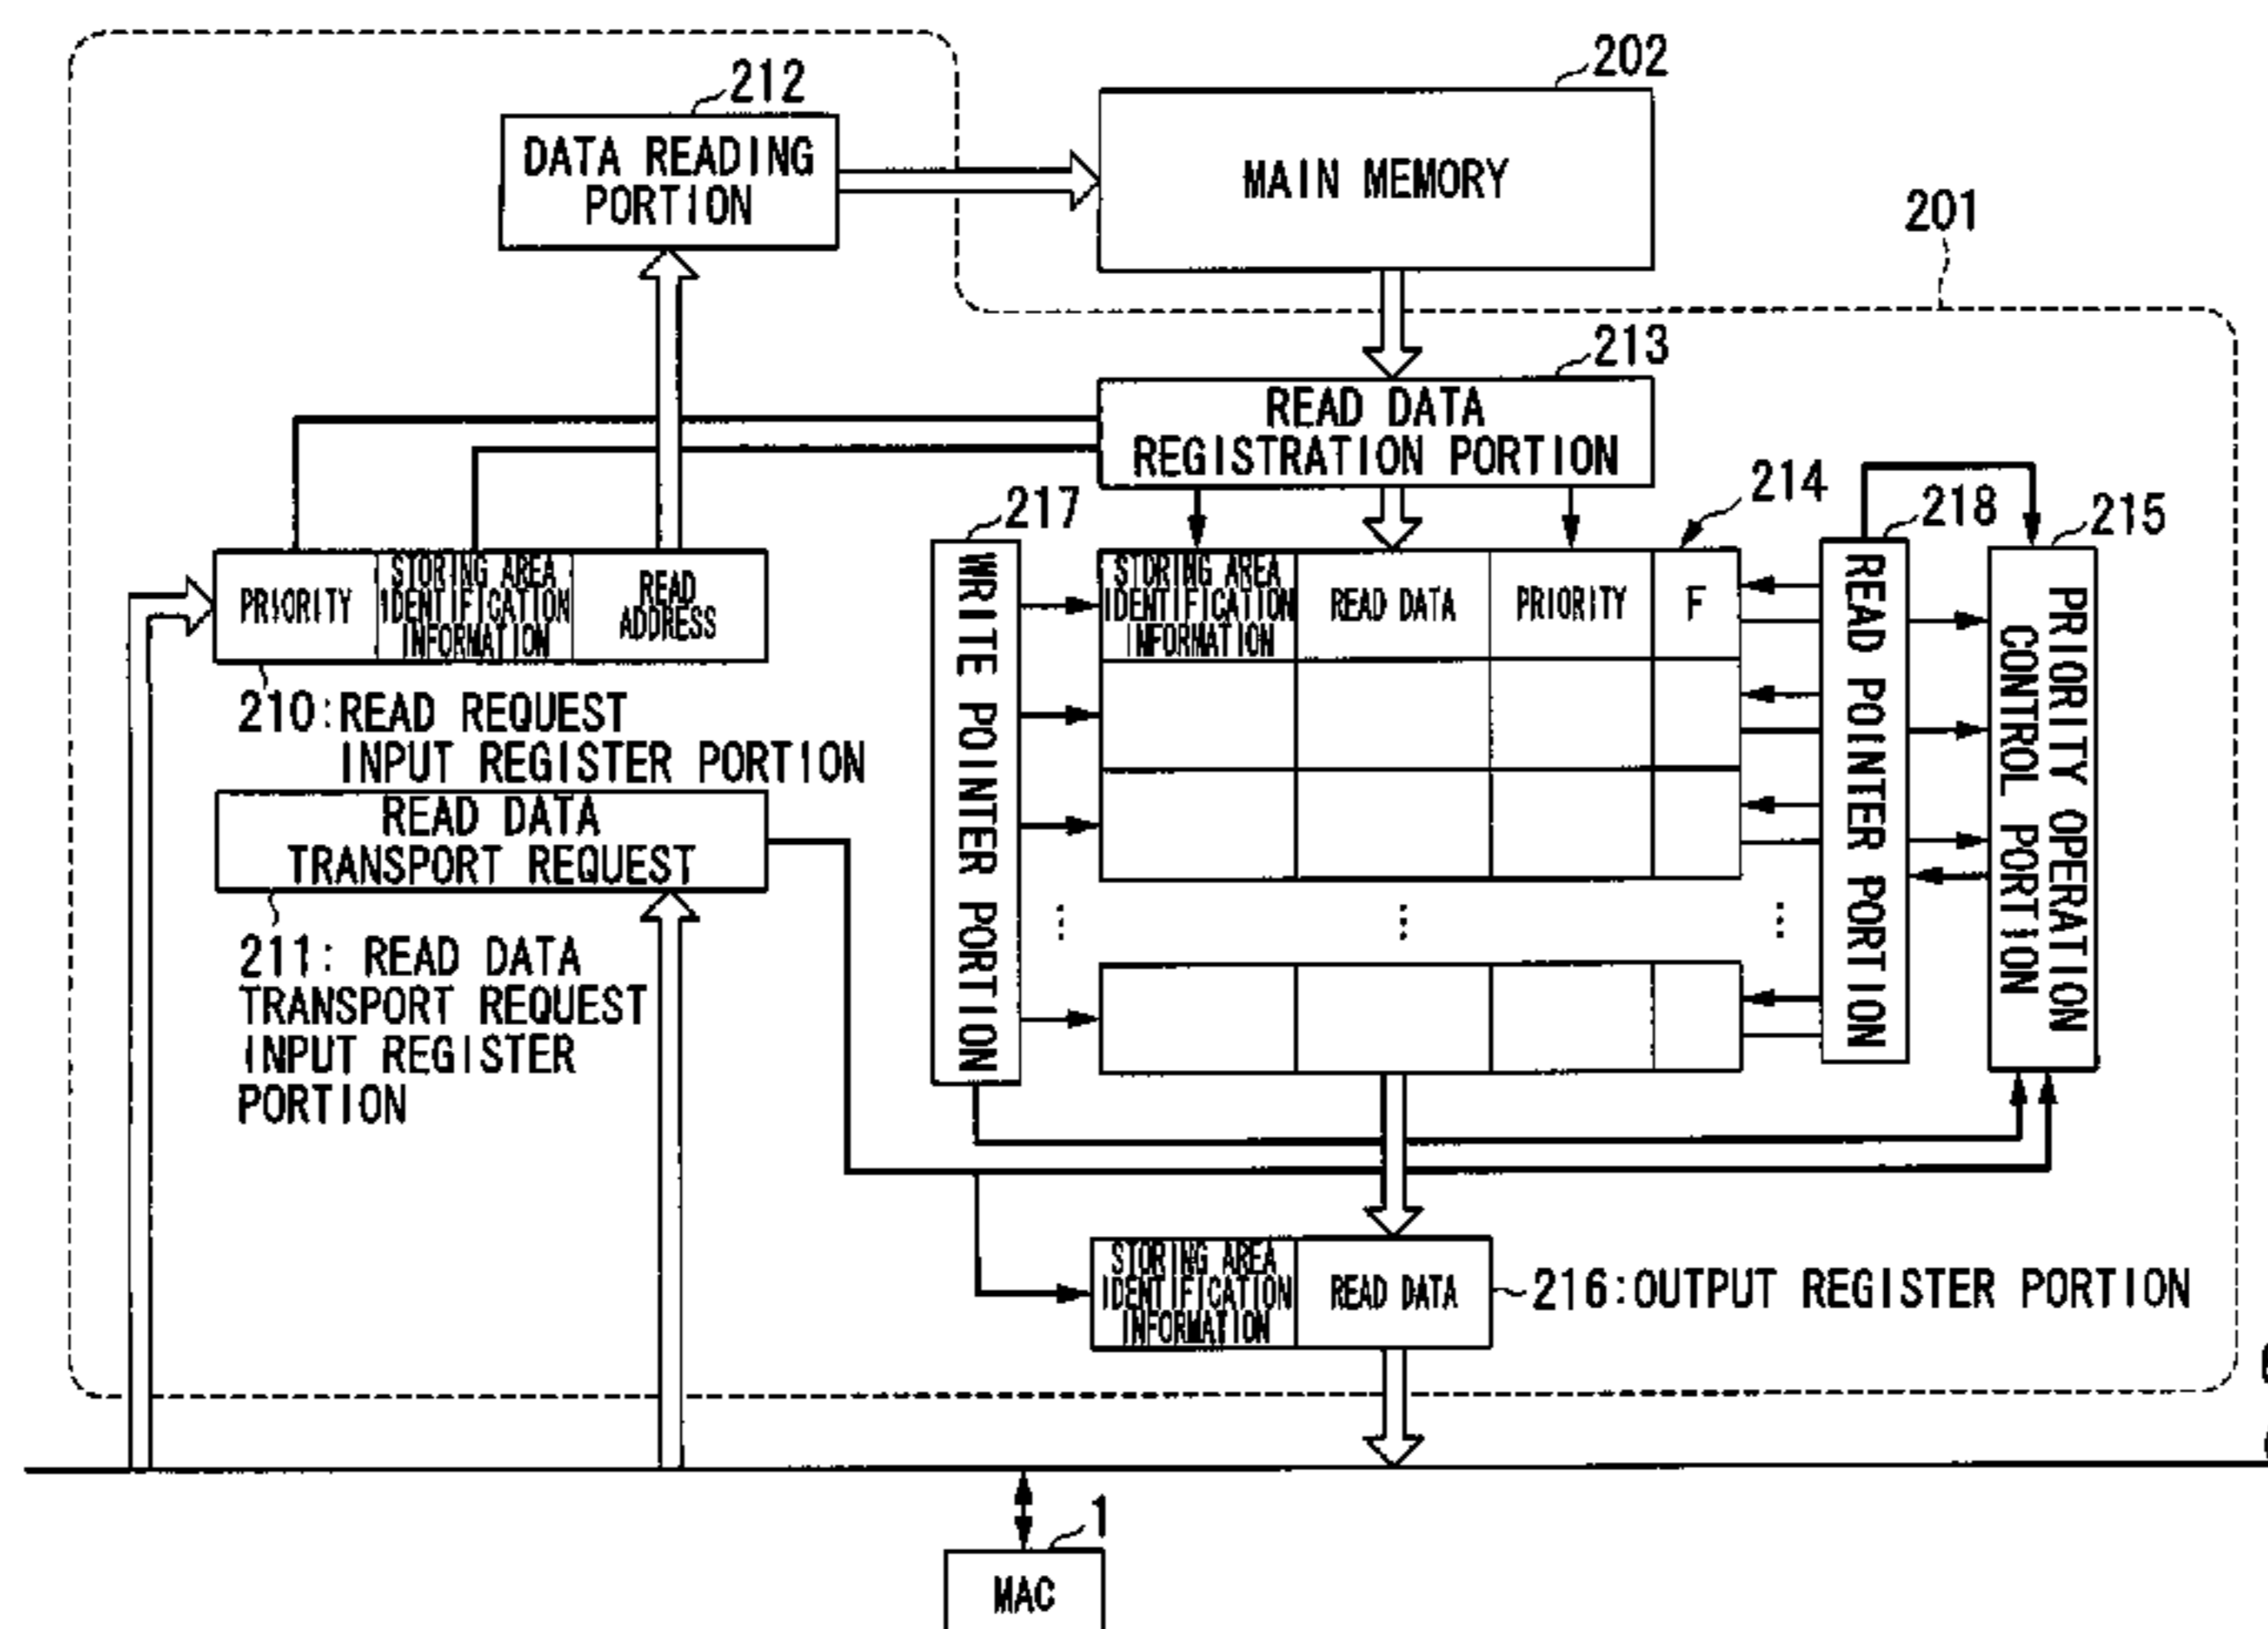 202
212
DATA READING
PORTION
MAIN MEMORY
201
213
READ DATA
REGISTRATION PORTION
214
217
218
215
PRIORITY
STORING AREA
IDENTIFICATION
INFORMATION
READ
ADDRESS
WRITE POINTER PORTION
STORING AREA
IDENTIFICATION
INFORMATION
READ DATA
PRIORITY
F
READ POINTER PORTION
PRIORITY OPERATION
CONTROL PORTION
210:READ REQUEST
INPUT REGISTER PORTION
READ DATA
TRANSPORT REQUEST
211: READ DATA
TRANSPORT REQUEST
INPUT REGISTER
PORTION
STORING AREA
IDENTIFICATION
INFORMATION
READ DATA
216:OUTPUT REGISTER PORTION
1
MAC